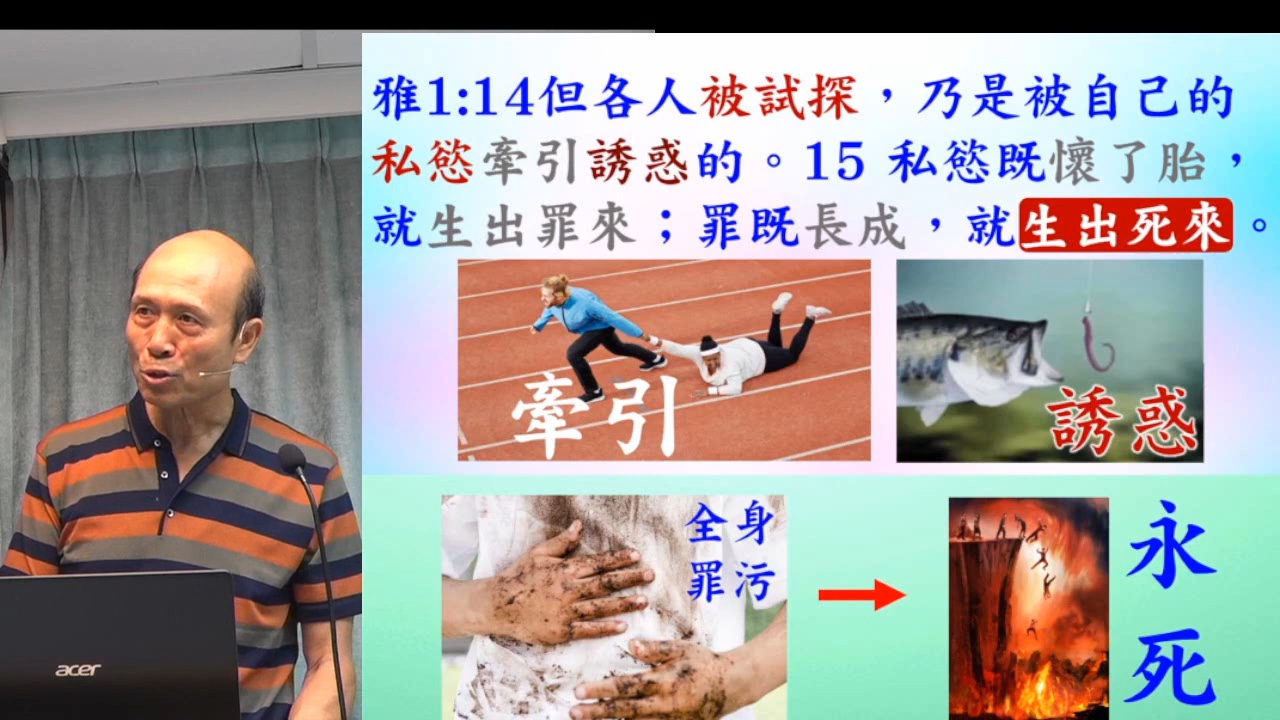 雅1:14但各人被試探，乃是被自己的
私慾牽引誘惑的。15 私慾既懷了胎，
就生出罪來；罪既長成，就生出死來。
牽引
誘惑
全身
罪污
永
死
acer